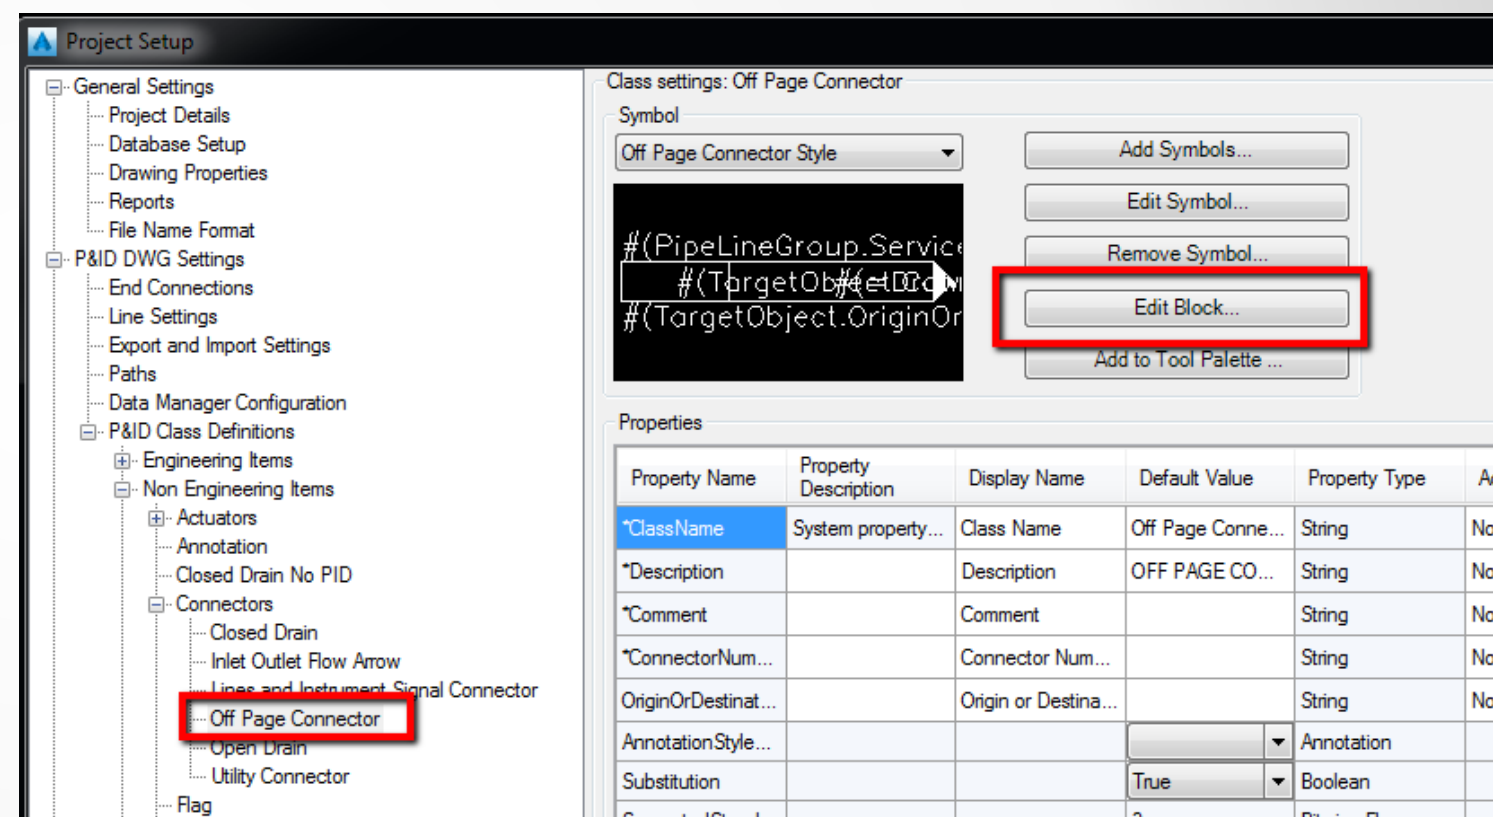 Project Setup
General Settings
Project Details
Database Setup
Drawing Properties
Reports
File Name Format
P&ID DWG Settings
End Connections
Line Settings
Export and Import Settings
Paths
Data Manager Configuration
P&ID Class Definitions
Engineering Items
Non Engineering Items
Actuators
Annotation
Closed Drain No PID
Connectors
Closed Drain
Inlet Outlet Flow Arrow
Lines and Instrument Signal Connector
Off Page Connector
Open Drain
Utility Connector
Flag
Class settings: Off Page Connector
Symbol
Off Page Connector Style
Add Symbols...
Edit Symbol...
Remove Symbol...
Edit Block...
Add to Tool Palette ...
#(PipeLineGroup.Service
#(TargetOb
#(TargetObject.OriginOr
Properties
Property Name Property Description Display Name Default Value Property Type
*ClassName System property... Class Name Off Page Conne... String No
*Description Description OFF PAGE CO... String No
*Comment Comment String No
*ConnectorNum... Connector Num... String No
OriginOrDestinat... Origin or Destina... String No
AnnotationStyle... Annotation
Substitution True Boolean